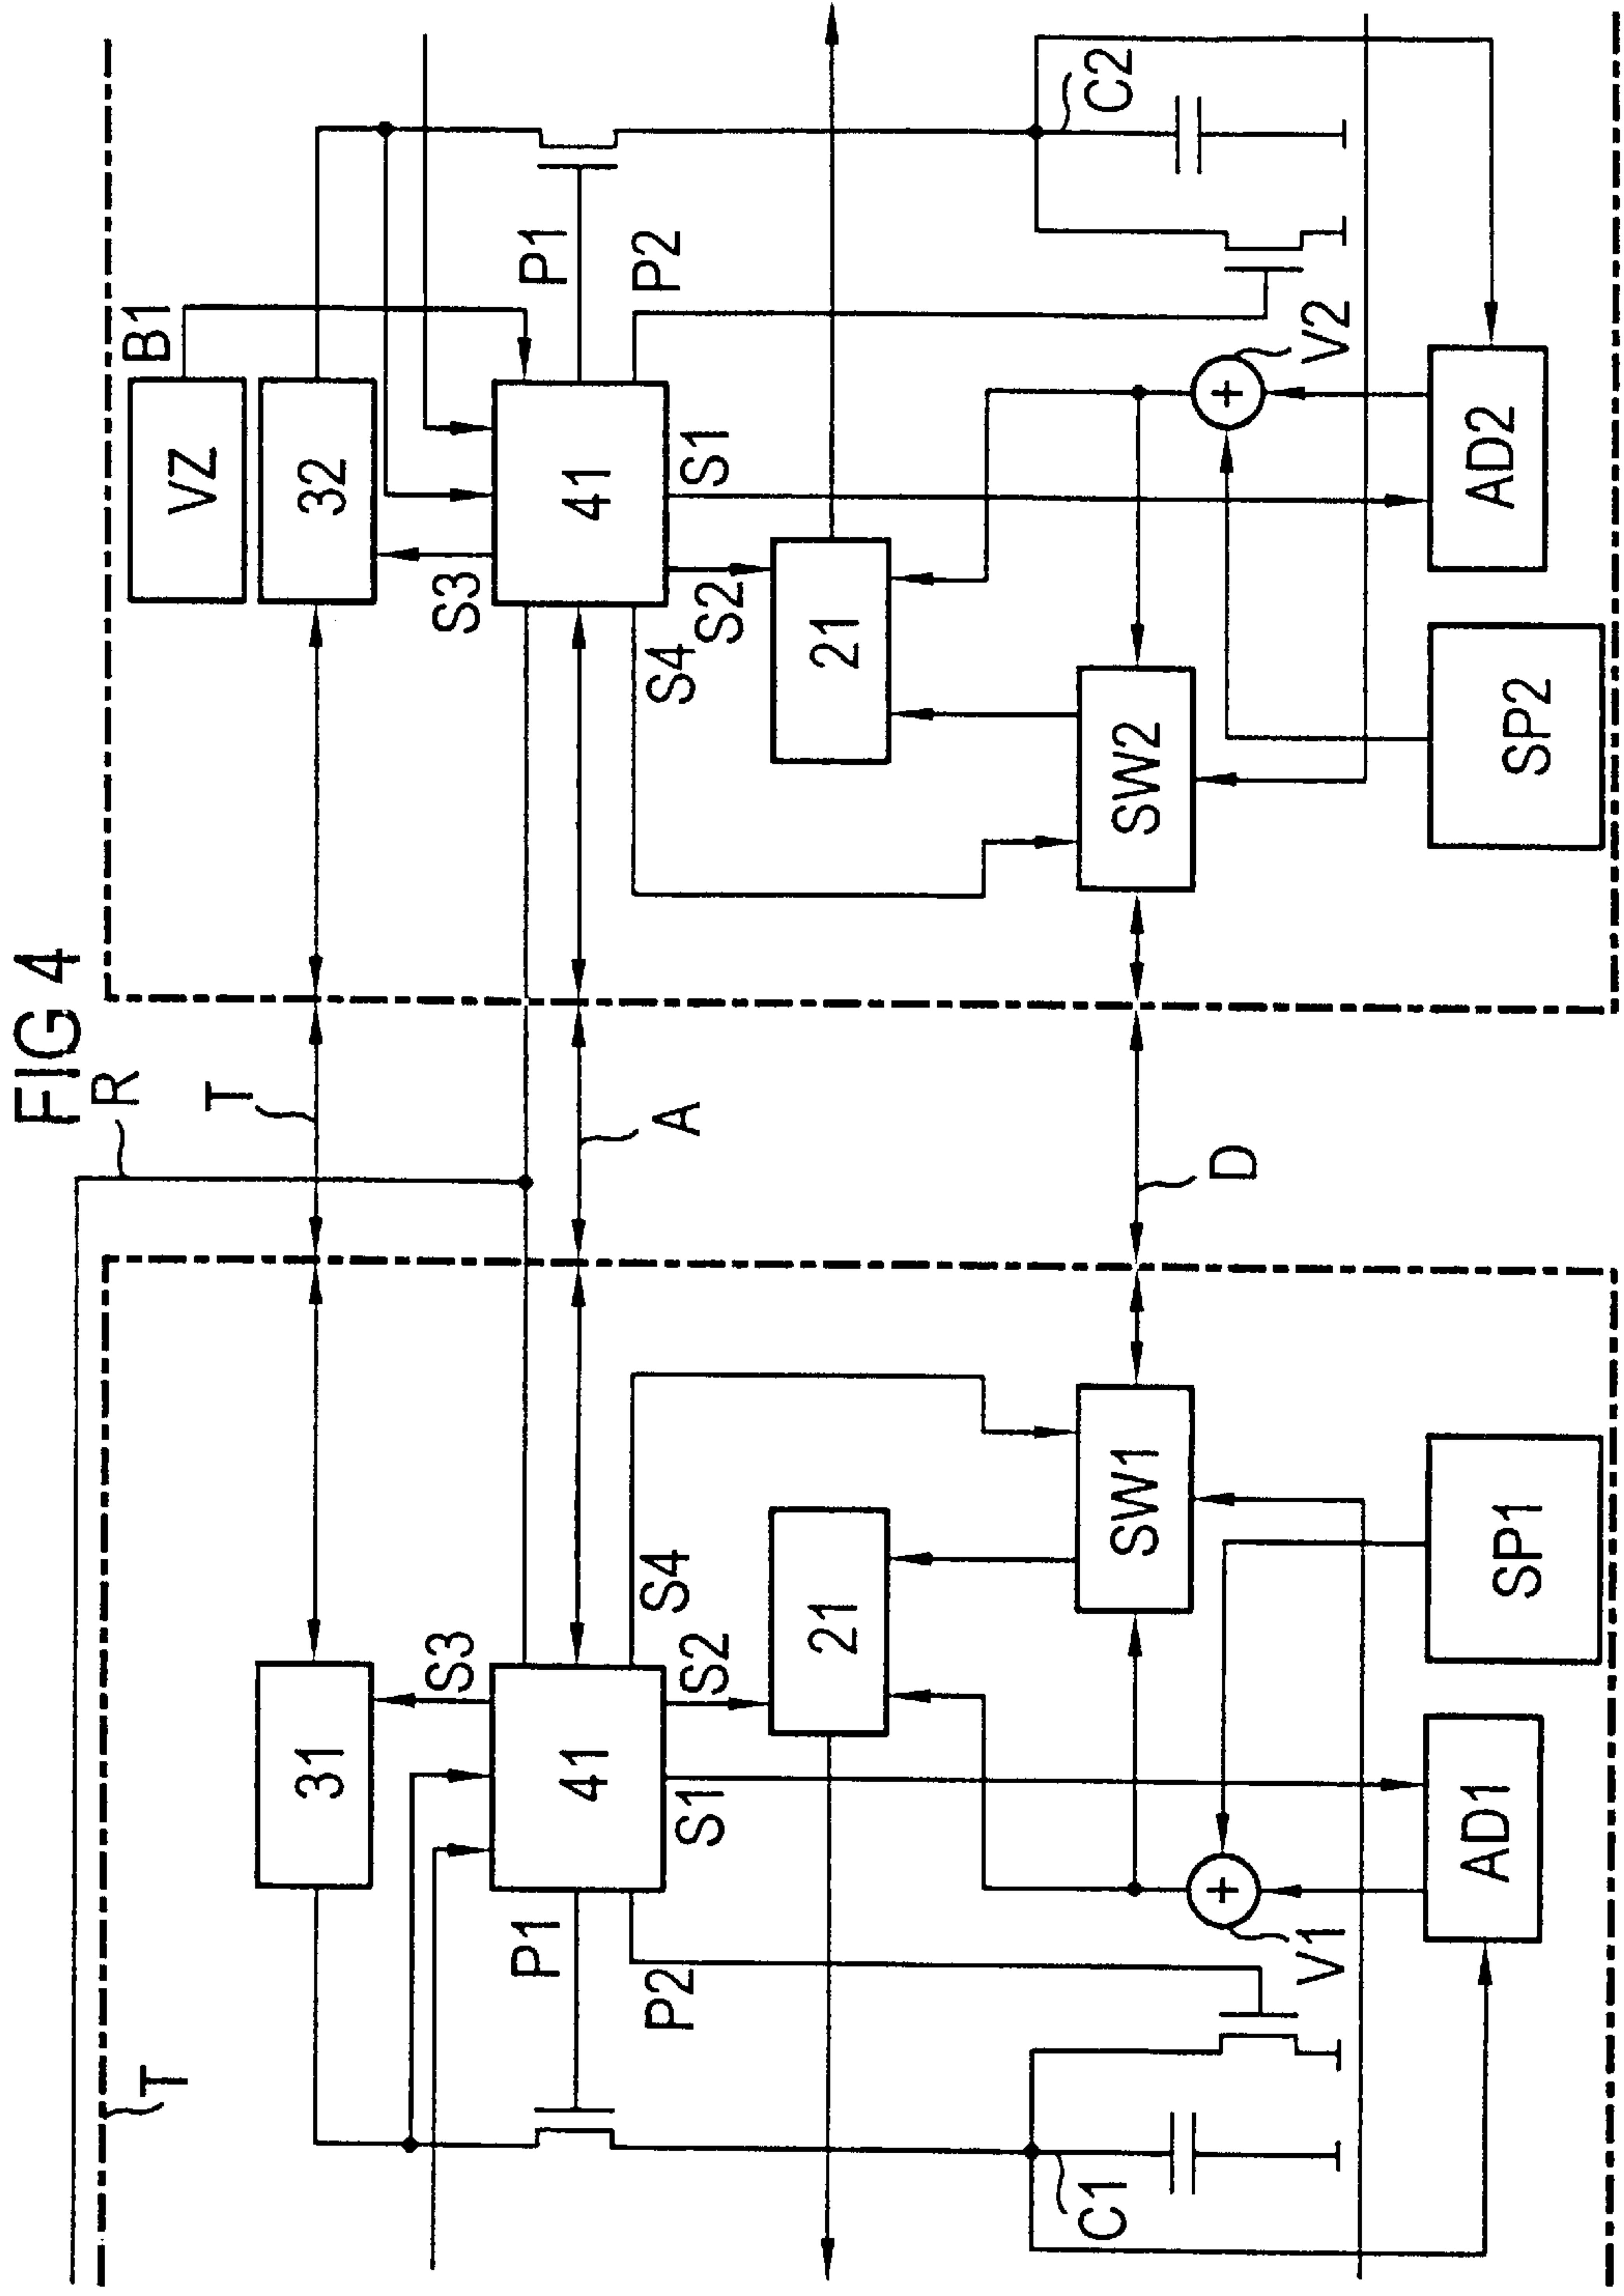 FIG 4
R
T
A
D
T
31
S3
41
P1
P2
S1
S2
S4
21
SW1
V1
+
AD1
SP1
C1
VZ
B1
32
S3
41
P1
P2
S1
S2
S4
21
SW2
V2
+
AD2
SP2
C2